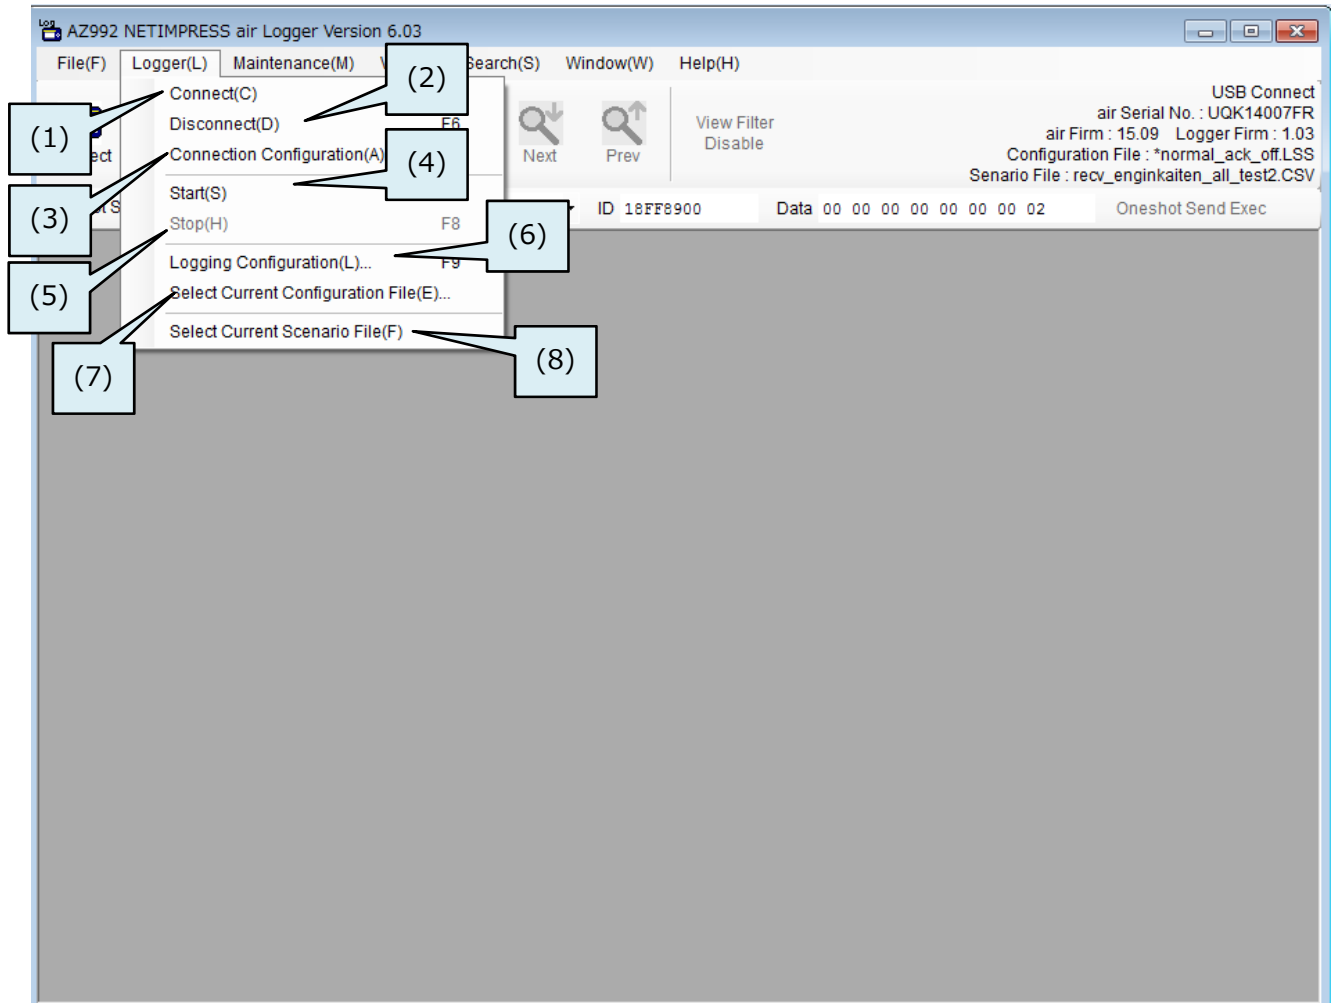 Log
AZ992 NETIMPRESS air Logger Version 6.03
File(F) Logger(L) Maintenance(M) Search(S) Window(W) Help(H)
USB Connect
air Serial No. : UQK14007FR
air Firm : 15.09 Logger Firm : 1.03
Configuration File : *normal_ack_off.LSS
Senario File : recv_enginkaiten_all_test2.CSV
Next
Prev
View Filter
Disable
(1)
Connect(C)
(2)
Disconnect(D) F6
(3)
Connection Configuration(A)
(4)
Start(S)
(5)
Stop(H) F8
(6)
Logging Configuration(L)... F9
(7)
Select Current Configuration File(E)...
(8)
Select Current Scenario File(F)
ID 18FF8900 Data 00 00 00 00 00 00 00 02 Oneshot Send Exec